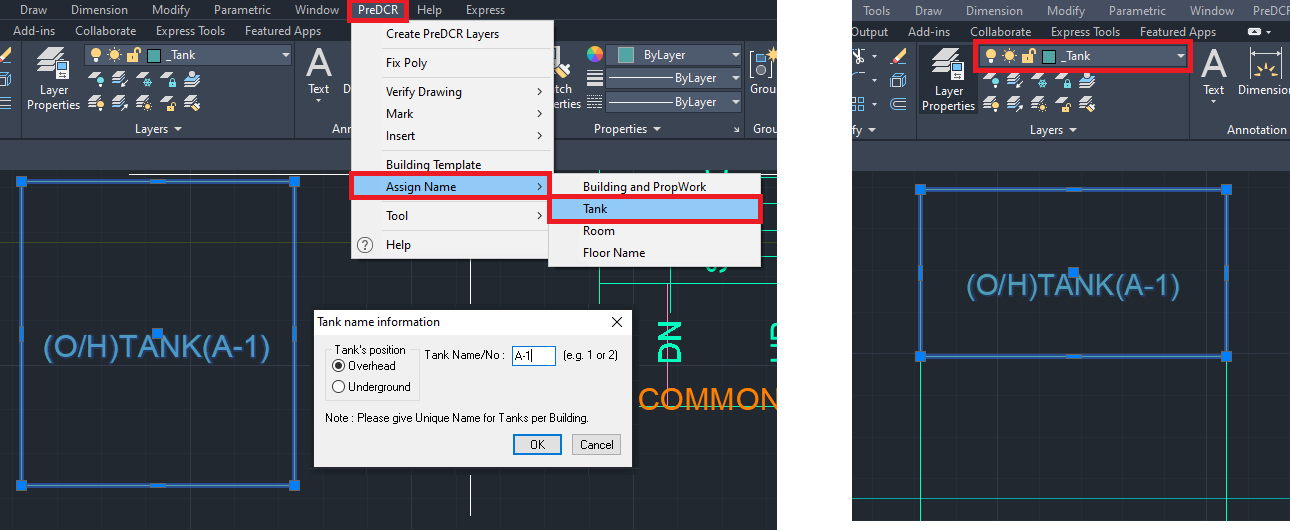 Draw Dimension Modify Parametric Window PreDCR Help Express
Add-ins Collaborate Express Tools Featured Apps
Layer
Properties
_Tank
Layers
Text
Create PreDCR Layers
Fix Poly
Verify Drawing
Mark
Insert
Building Template
Assign Name
Tool
Help
Building and PropWork
Tank
Room
Floor Name
ByLayer
ByLayer
ByLayer
Properties
Grou
(O/H)TANK(A-1)
Tank name information
Tank's position
Overhead
Underground
Tank Name/No :
A-1
(e.g. 1 or 2)
Note : Please give Unique Name for Tanks per Building.
OK Cancel
DN
COMMON
Tools Draw Dimension Modify Parametric Window PreDCR
Output Add-ins Collaborate Express Tools Featured Apps
Layer
Properties
_Tank
Layers
Text
Dimension
Annotation
(O/H)TANK(A-1)